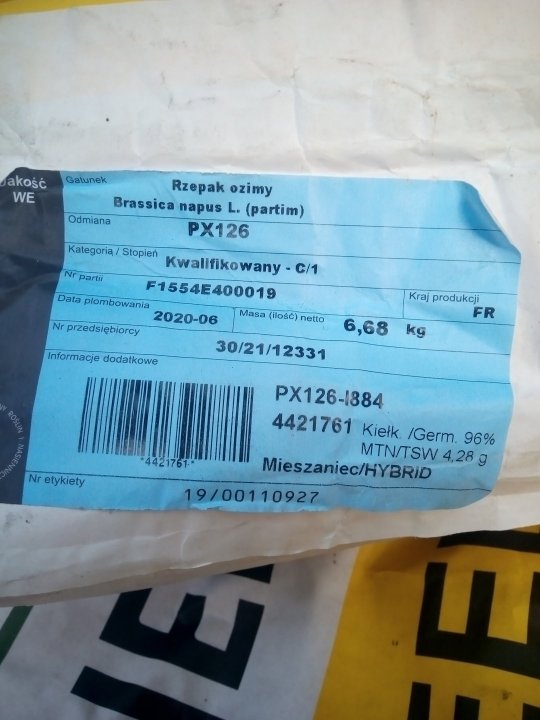 Jakość
WE
Gatunek
Rzepak ozimy
Brassica napus L. (partim)
Odmiana
PX126
Kategoria / Stopień
Kwalifikowany - C/1
Nr partii
F1554E400019
Kraj produkcji
FR
Data plombowania
2020-06
Masa (ilość) netto
6,68 kg
Nr przedsiębiorcy
30/21/12331
Informacje dodatkowe
PX126-I884
4421761 Kiełk. /Germ. 96%
MTN/TSW 4,28 g
*4421761*
Mieszaniec/HYBRID
Nr etykiety
19/00110927